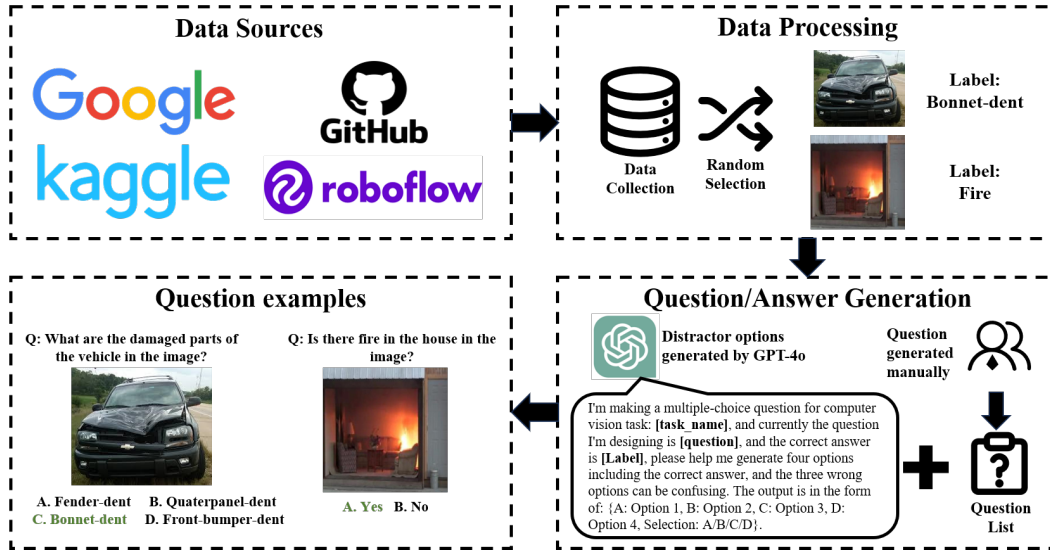 Data Sources
Google
GitHub
kaggle
roboflow
Data Processing
Data
Collection
Random
Selection
Label:
Bonnet-dent
Label:
Fire
Question/Answer Generation
Distractor options
generated by GPT-4o
Question
generated
manually
I'm making a multiple-choice question for computer
vision task: [task_name], and currently the question
I'm designing is [question], and the correct answer
is [Label], please help me generate four options
including the correct answer, and the three wrong
options can be confusing. The output is in the form
of: {A: Option 1, B: Option 2, C: Option 3, D:
Option 4, Selection: A/B/C/D}.
Question
List
Question examples
Q: What are the damaged parts of
the vehicle in the image?
A. Fender-dent B. Quaterpanel-dent
C. Bonnet-dent D. Front-bumper-dent
Q: Is there fire in the house in the
image?
A. Yes B. No